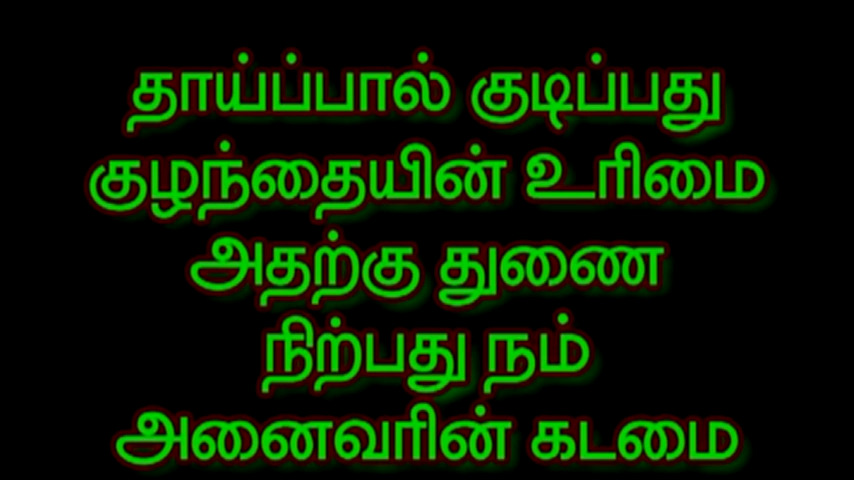 தாய்ப்பால் குடிப்பது
குழந்தையின் உரிமை
அதற்கு துணை
நிற்பது நம்
அனைவரின் கடமை